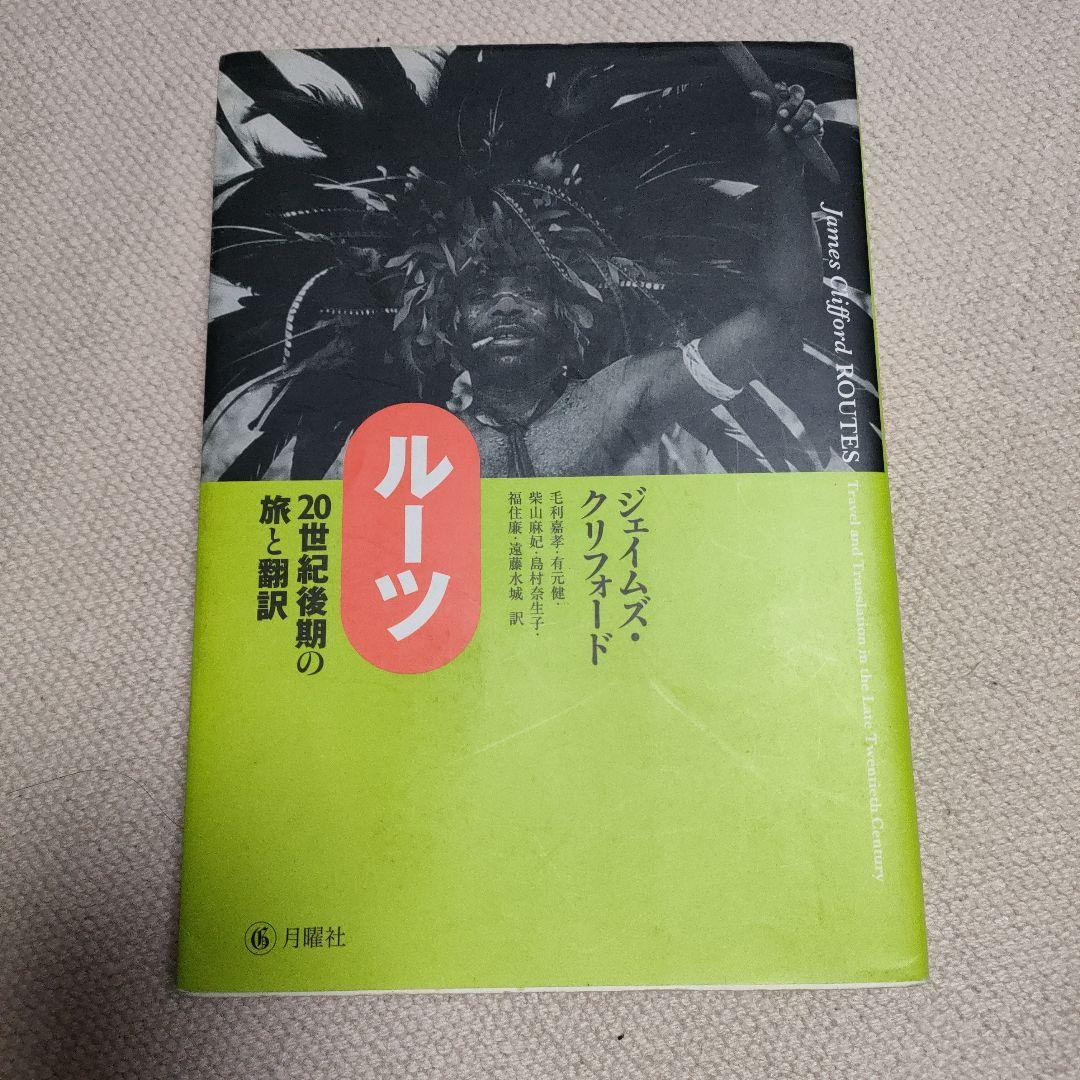 James Clifford ROUTES Travel and Translation in the Late Twentieth Century
ジェイムズ・
クリフォード
毛利嘉孝・有元健・
柴山麻妃・島村奈生子・
福住廉・遠藤水城 訳
ルーツ
20世紀後期の
旅と翻訳
月曜社